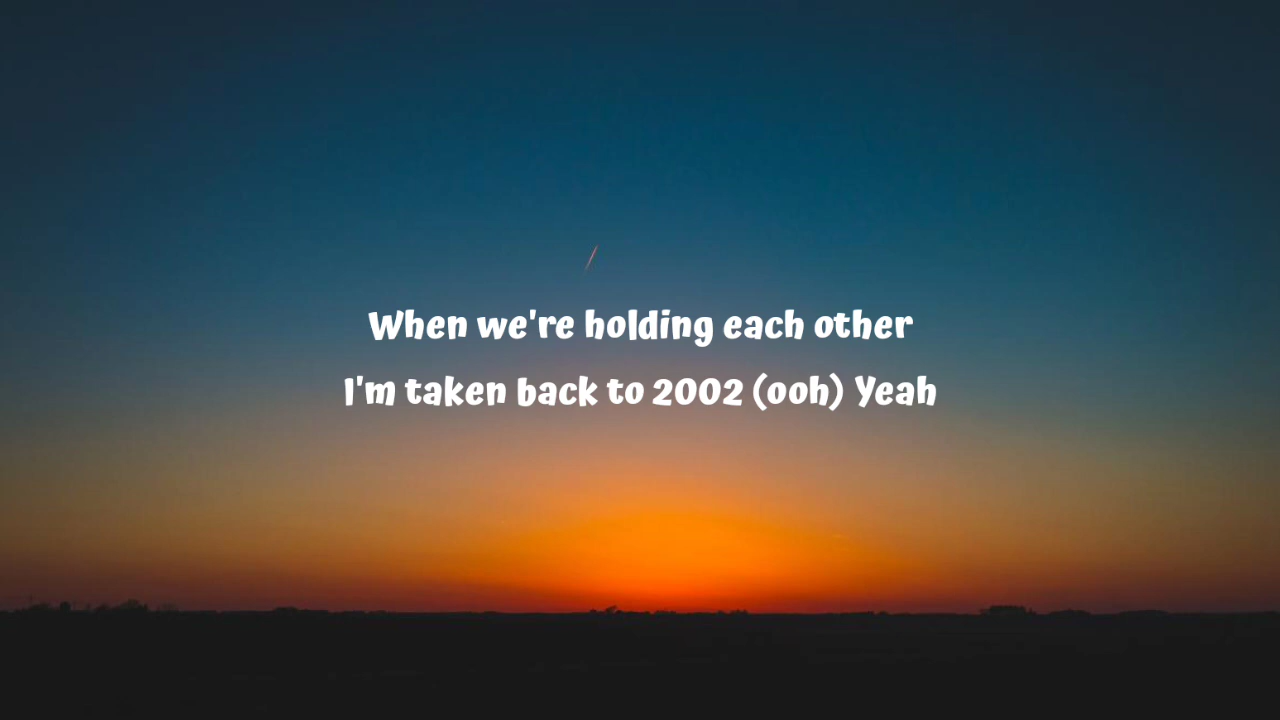 When we're holding each other
I'm taken back to 2002 (ooh) Yeah